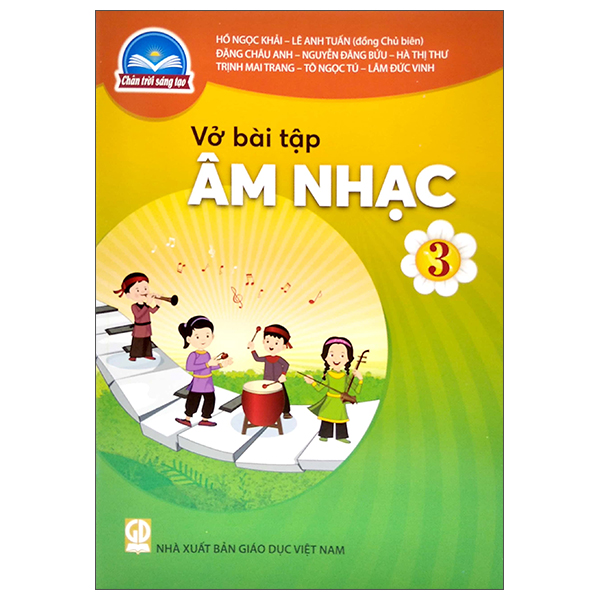 HỒ NGỌC KHẢI – LÊ ANH TUẤN (đồng Chủ biên)
ĐẶNG CHÂU ANH – NGUYỄN ĐĂNG BỬU – HÀ THỊ THƯ
TRỊNH MAI TRANG – TÔ NGỌC TÚ – LÂM ĐỨC VINH
Chân trời sáng tạo
Vở bài tập
ÂM NHẠC
3
GD
NHÀ XUẤT BẢN GIÁO DỤC VIỆT NAM